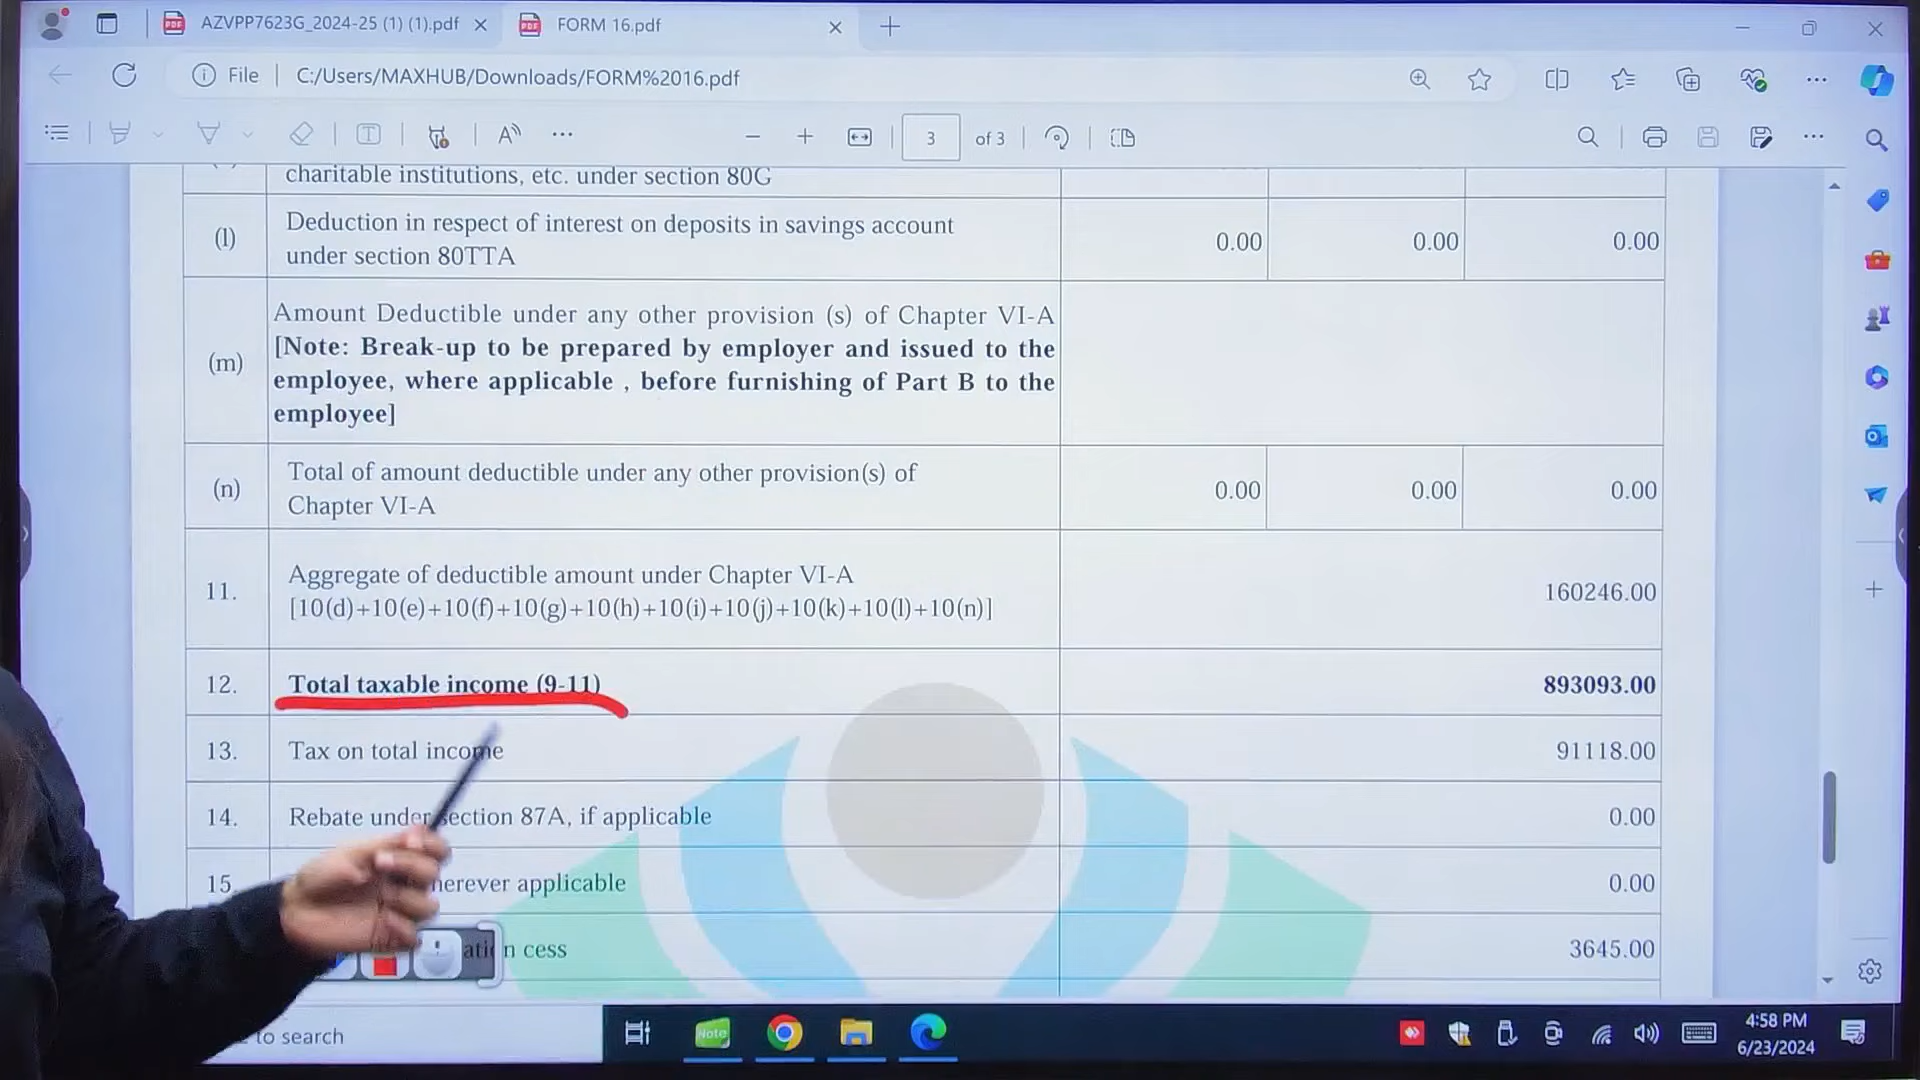 AZVPP7623G_2024-25 (1) (1).pdf
FORM 16.pdf
File
C:/Users/MAXHUB/Downloads/FORM%2016.pdf
3 of 3
charitable institutions, etc. under section 80G
(l) Deduction in respect of interest on deposits in savings account
under section 80TTA
0.00 0.00 0.00
(m) Amount Deductible under any other provision (s) of Chapter VI-A
[Note: Break-up to be prepared by employer and issued to the
employee, where applicable , before furnishing of Part B to the
employee]
(n) Total of amount deductible under any other provision(s) of
Chapter VI-A
0.00 0.00 0.00
11. Aggregate of deductible amount under Chapter VI-A
[10(d)+10(e)+10(f)+10(g)+10(h)+10(i)+10(j)+10(k)+10(l)+10(n)]
160246.00
12. Total taxable income (9-11) 893093.00
13. Tax on total income 91118.00
14. Rebate under section 87A, if applicable 0.00
15. applicable 0.00
cess 3645.00
to search
Note
4:58 PM
6/23/2024